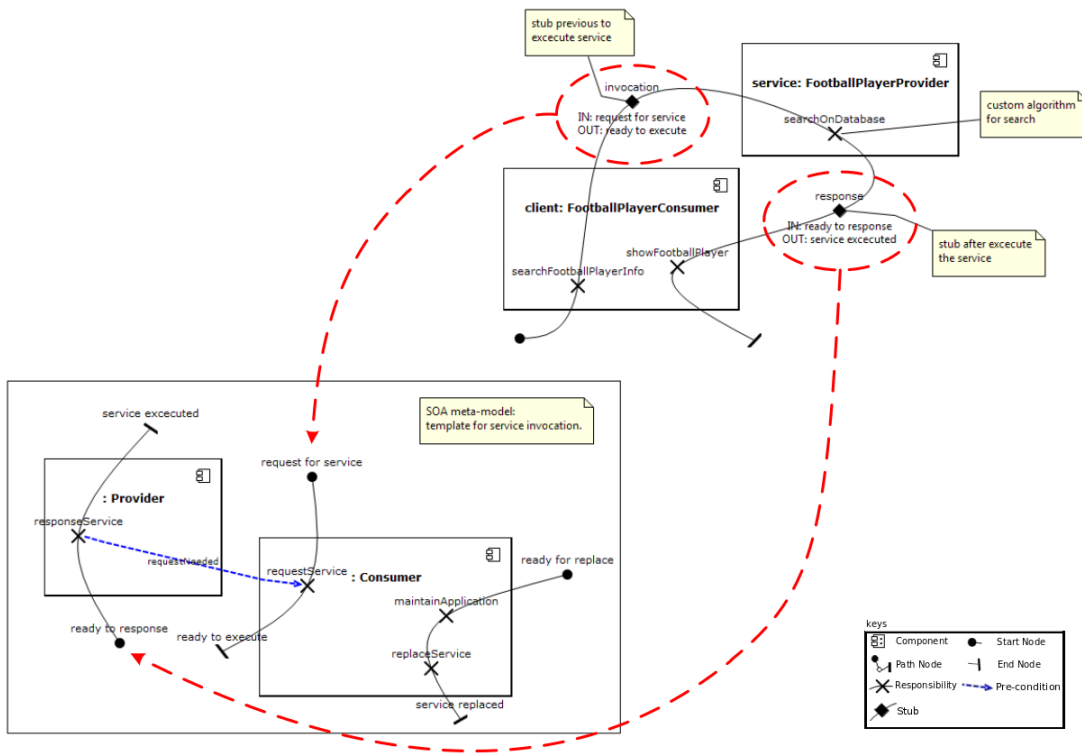 stub previous to
excecute service
invocation
IN: request for service
OUT: ready to execute
service: FootballPlayerProvider
searchOnDatabase
custom algorithm
for search
client: FootballPlayerConsumer
response
IN: ready to response
OUT: service excecuted
showFootballPlayer
searchFootballPlayerInfo
stub after excecute
the service
service excecuted
SOA meta-model:
template for service invocation.
request for service
: Provider
responseService
requestNeeded
requestService
: Consumer
ready for replace
maintainApplication
ready to response
ready to execute
replaceService
service replaced
keys
Component
Start Node
Path Node
End Node
Responsibility
Pre-condition
Stub